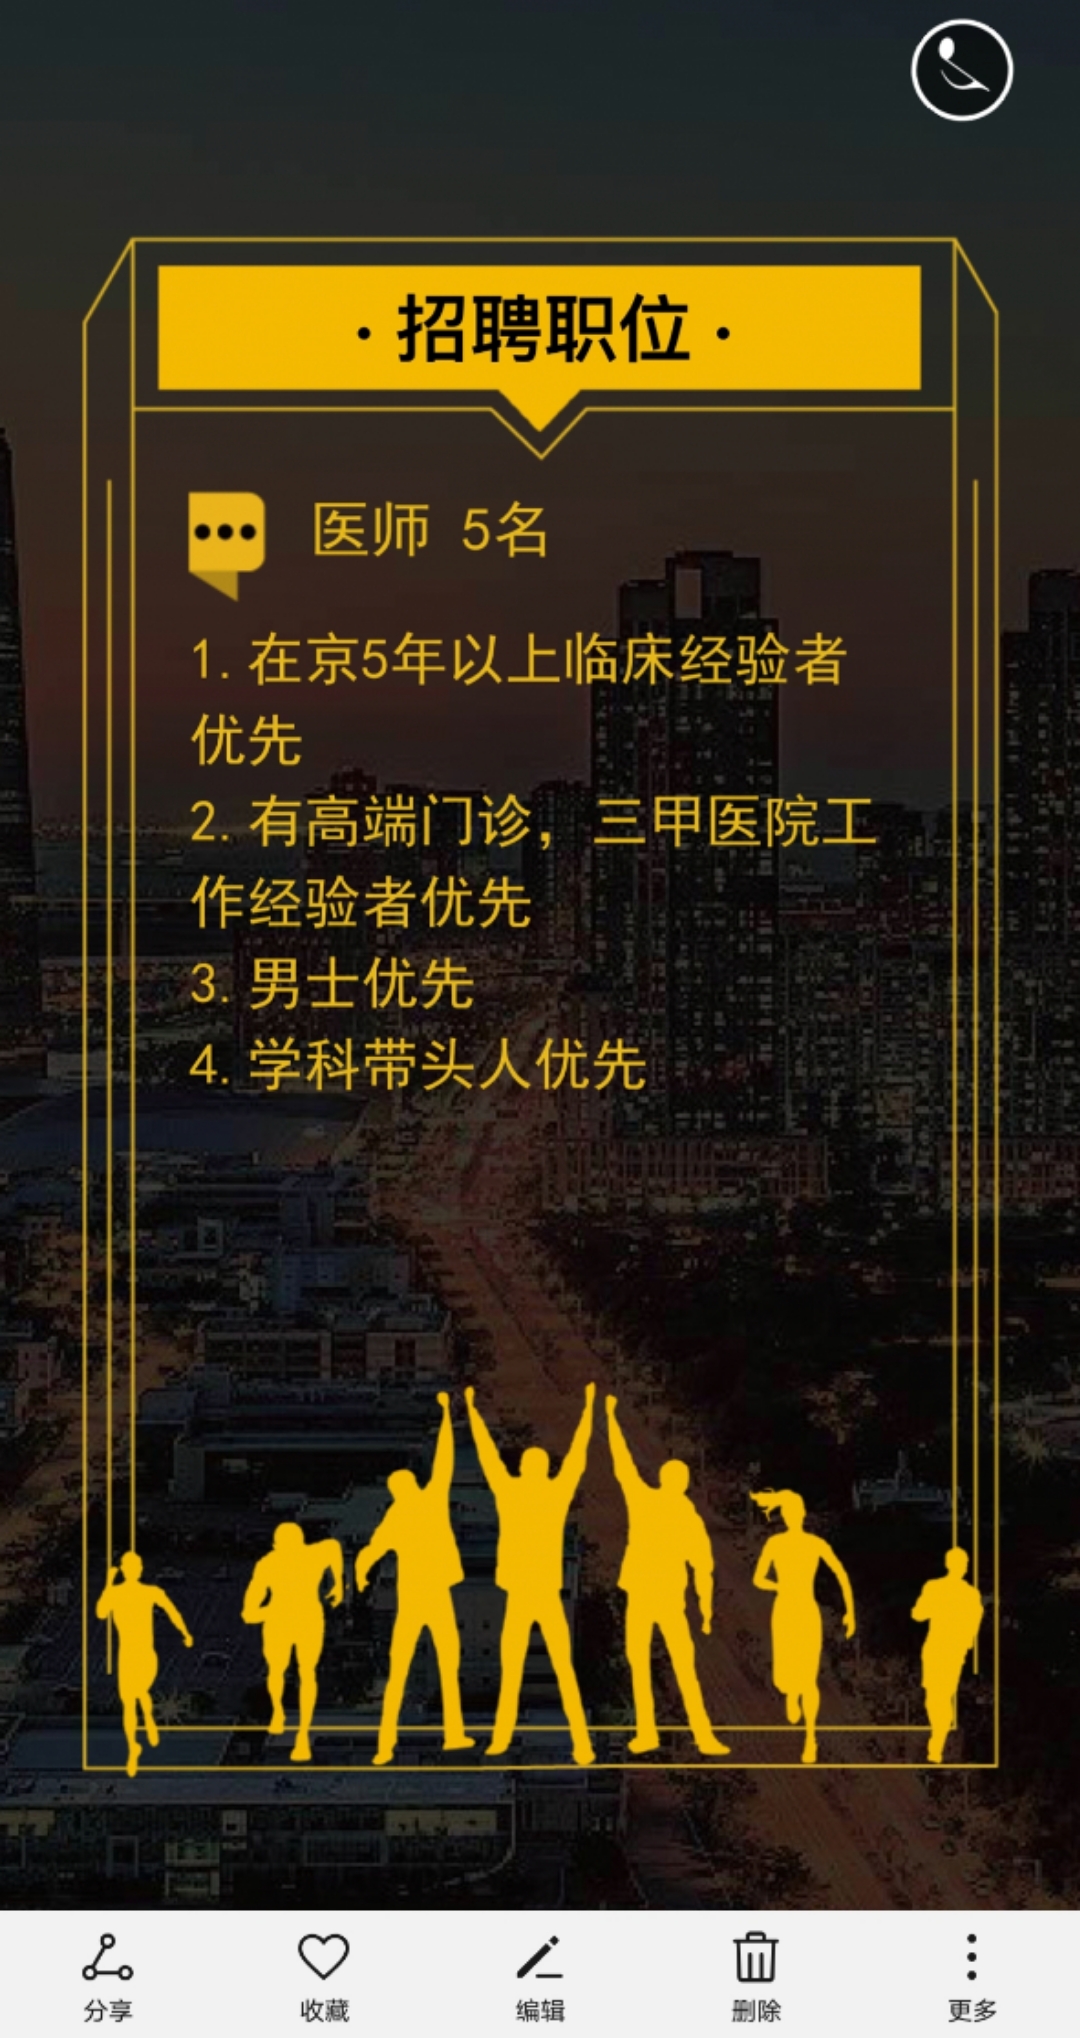 ·招聘职位·
医师 5名
1. 在京5年以上临床经验者
优先
2. 有高端门诊，三甲医院工
作经验者优先
3. 男士优先
4. 学科带头人优先
分享 收藏 编辑 删除 更多